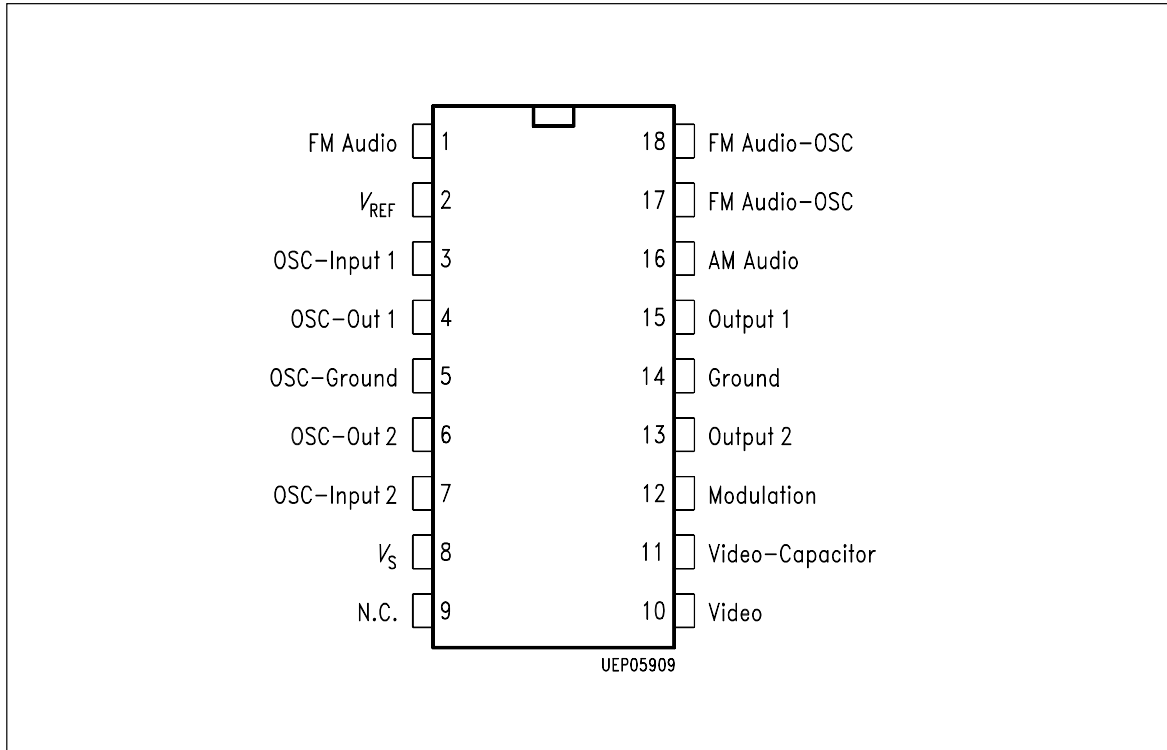 FM Audio 1 18 FM Audio-OSC
VREF 2 17 FM Audio-OSC
OSC-Input 1 3 16 AM Audio
OSC-Out 1 4 15 Output 1
OSC-Ground 5 14 Ground
OSC-Out 2 6 13 Output 2
OSC-Input 2 7 12 Modulation
VS 8 11 Video-Capacitor
N.C. 9 10 Video
UEP05909